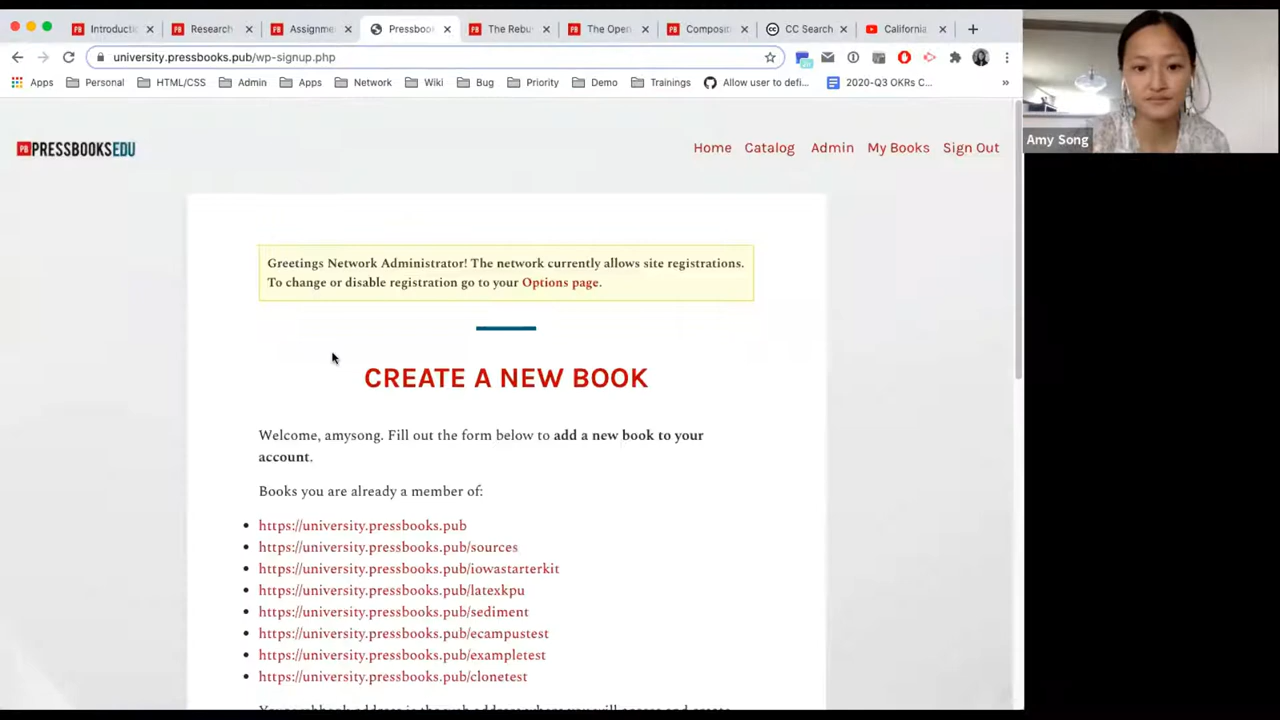 Introducti
Research
Assignme
Pressboo
The Rebu
The Open
Composit
CC Search
California
university.pressbooks.pub/wp-signup.php
Apps
Personal
HTML/CSS
Admin
Apps
Network
Wiki
Bug
Priority
Demo
Trainings
Allow user to defi...
2020-Q3 OKRs C...
»
Amy Song
PB PRESSBOOKSEDU
Home
Catalog
Admin
My Books
Sign Out
Greetings Network Administrator! The network currently allows site registrations.
To change or disable registration go to your Options page.
CREATE A NEW BOOK
Welcome, amysong. Fill out the form below to add a new book to your
account.
Books you are already a member of:
https://university.pressbooks.pub
https://university.pressbooks.pub/sources
https://university.pressbooks.pub/iowastarterkit
https://university.pressbooks.pub/latexkpu
https://university.pressbooks.pub/sediment
https://university.pressbooks.pub/ecampustest
https://university.pressbooks.pub/exampletest
https://university.pressbooks.pub/clonetest